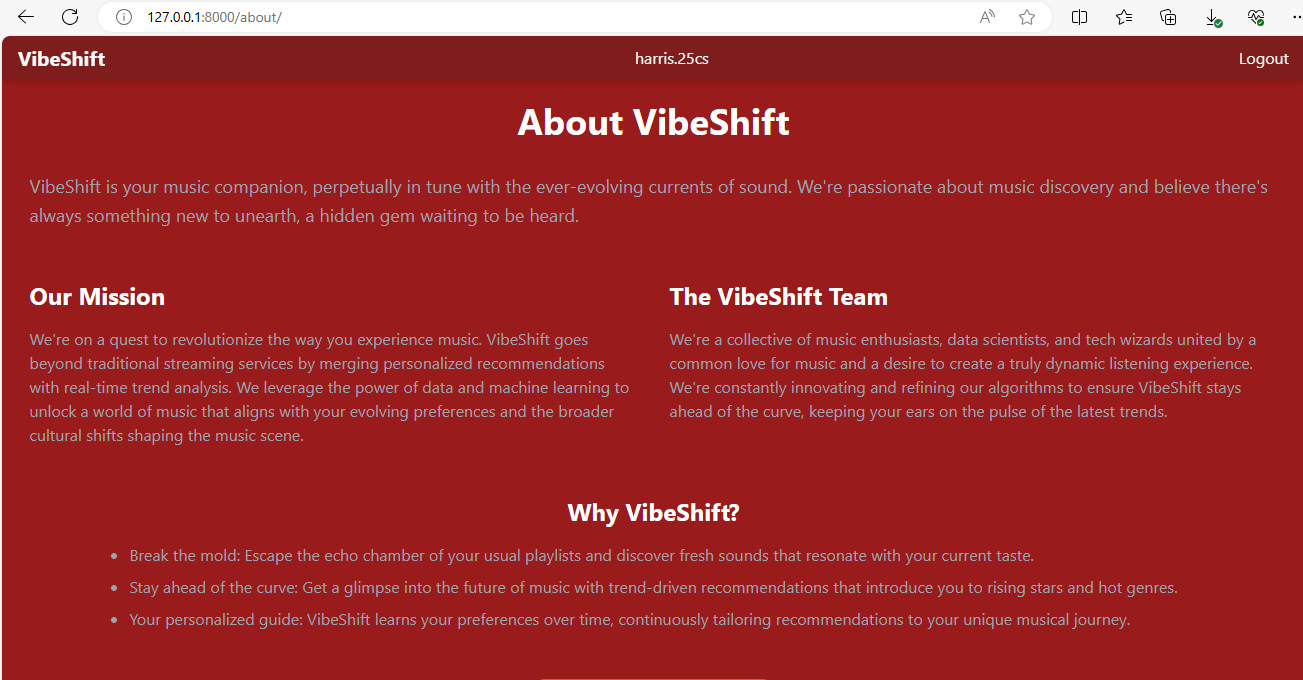 127.0.0.1:8000/about/
VibeShift harris.25cs Logout
About VibeShift
VibeShift is your music companion, perpetually in tune with the ever-evolving currents of sound. We're passionate about music discovery and believe there's
always something new to unearth, a hidden gem waiting to be heard.
Our Mission
We're on a quest to revolutionize the way you experience music. VibeShift goes
beyond traditional streaming services by merging personalized recommendations
with real-time trend analysis. We leverage the power of data and machine learning to
unlock a world of music that aligns with your evolving preferences and the broader
cultural shifts shaping the music scene.
The VibeShift Team
We're a collective of music enthusiasts, data scientists, and tech wizards united by a
common love for music and a desire to create a truly dynamic listening experience.
We're constantly innovating and refining our algorithms to ensure VibeShift stays
ahead of the curve, keeping your ears on the pulse of the latest trends.
Why VibeShift?
• Break the mold: Escape the echo chamber of your usual playlists and discover fresh sounds that resonate with your current taste.
• Stay ahead of the curve: Get a glimpse into the future of music with trend-driven recommendations that introduce you to rising stars and hot genres.
• Your personalized guide: VibeShift learns your preferences over time, continuously tailoring recommendations to your unique musical journey.